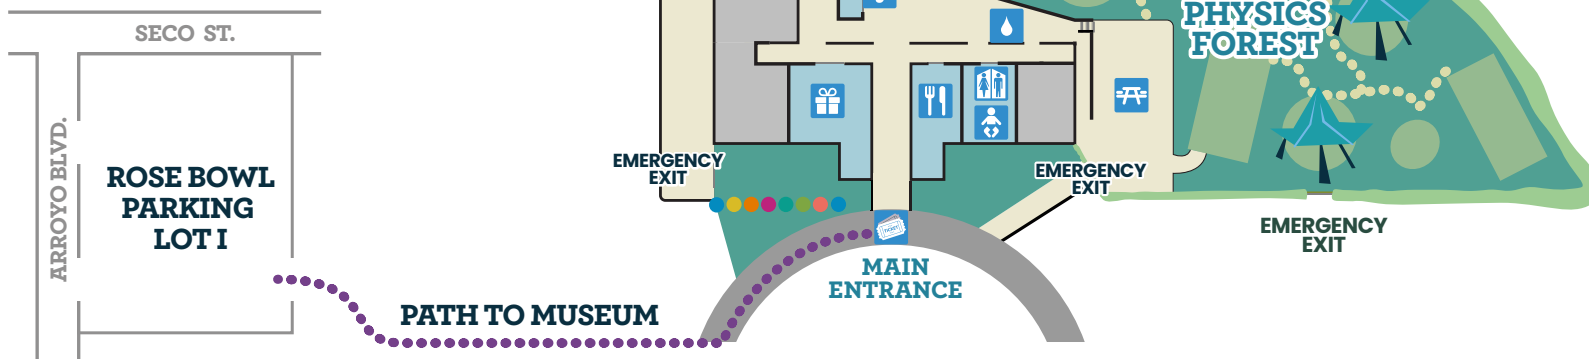 SECO ST.
PHYSICS
FOREST
ARROYO BLVD.
ROSE BOWL
PARKING
LOT I
EMERGENCY
EXIT
EMERGENCY
EXIT
EMERGENCY
EXIT
TICKET
MAIN
ENTRANCE
PATH TO MUSEUM